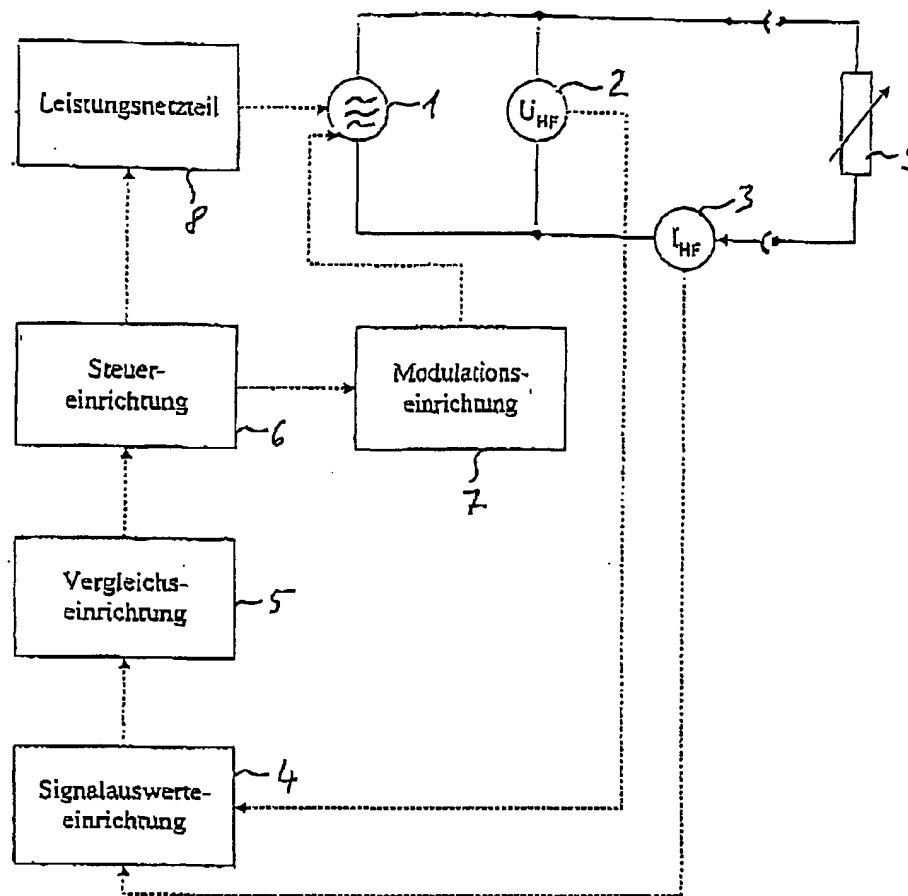 Leistungsnetzteil
8
1
U_HF
2
3
I_HF
Steuer-
einrichtung
6
Modulations-
einrichtung
7
Vergleichs-
einrichtung
5
Signalauswerte-
einrichtung
4